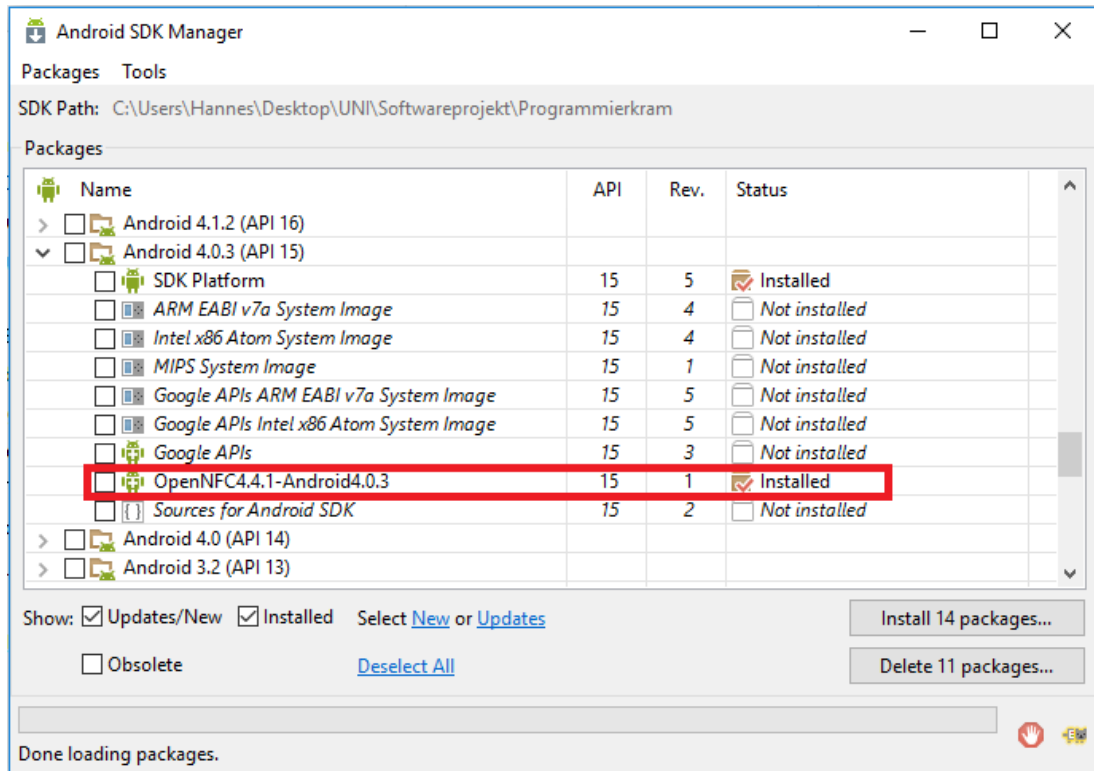 Android SDK Manager
Packages Tools
SDK Path: C:\Users\Hannes\Desktop\UNI\Softwareprojekt\Programmierkram
Packages
Name API Rev. Status
Android 4.1.2 (API 16)
Android 4.0.3 (API 15)
SDK Platform 15 5 Installed
ARM EABI v7a System Image 15 4 Not installed
Intel x86 Atom System Image 15 4 Not installed
MIPS System Image 15 1 Not installed
Google APIs ARM EABI v7a System Image 15 5 Not installed
Google APIs Intel x86 Atom System Image 15 5 Not installed
Google APIs 15 3 Not installed
OpenNFC4.4.1-Android4.0.3 15 1 Installed
Sources for Android SDK 15 2 Not installed
Android 4.0 (API 14)
Android 3.2 (API 13)
Show: Updates/New Installed Select New or Updates Install 14 packages...
Obsolete Deselect All Delete 11 packages...
Done loading packages.